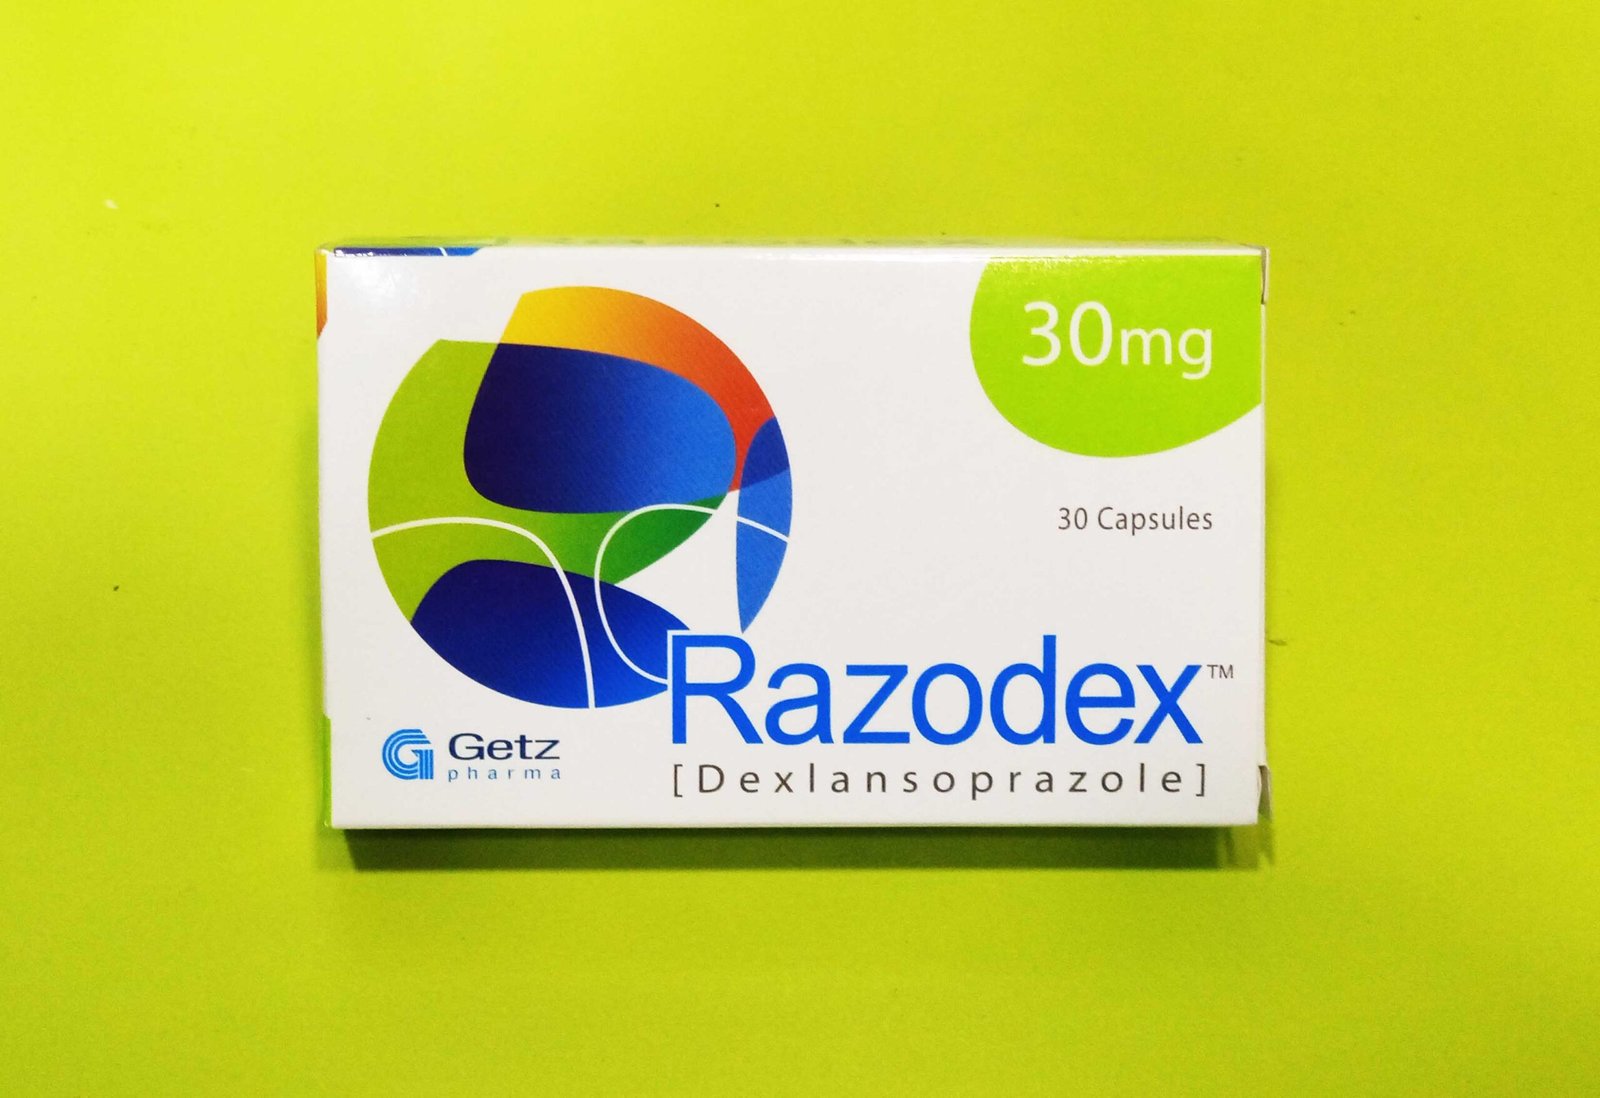 30mg
30 Capsules
Razodex™
[Dexlansoprazole]
Getz
pharma